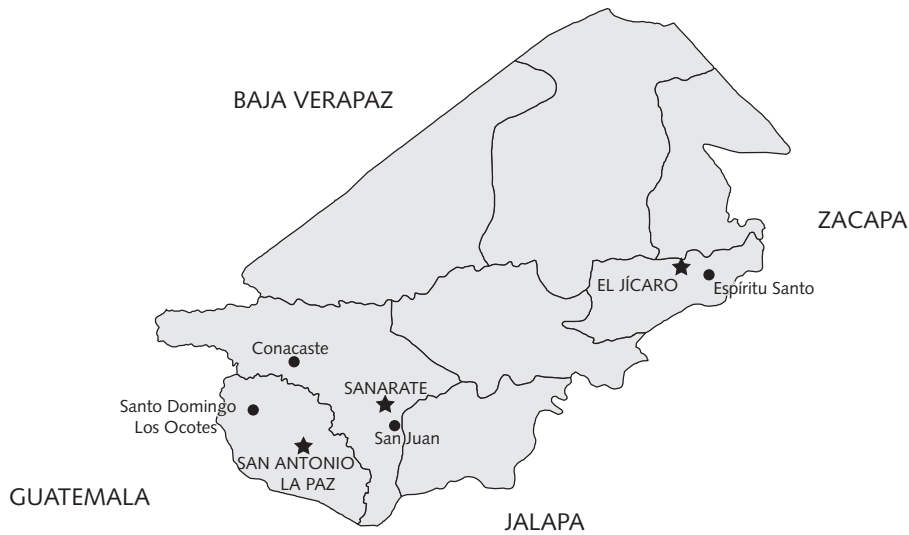 BAJA VERAPAZ
ZACAPA
EL JÍCARO
Espíritu Santo
Conacaste
SANARATE
Santo Domingo
Los Ocotes
San Juan
SAN ANTONIO
LA PAZ
GUATEMALA
JALAPA